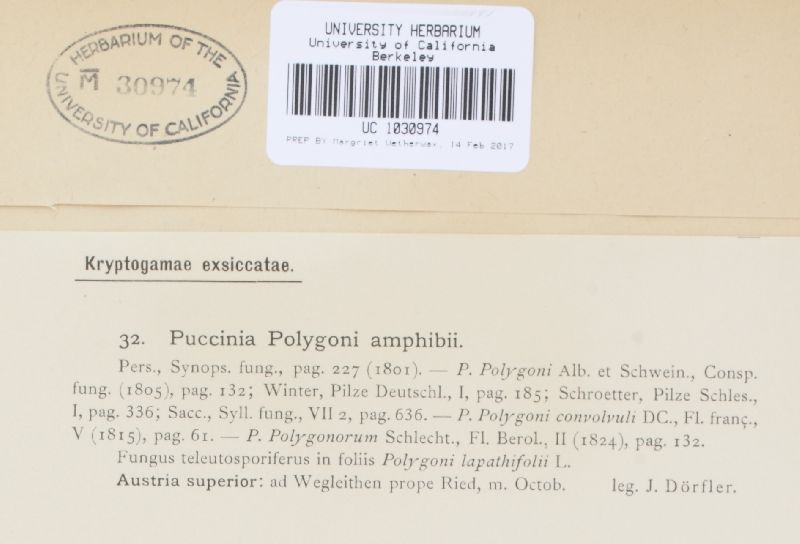 HERBARIUM OF THE
M 30974
UNIVERSITY OF CALIFORNIA
UNIVERSITY HERBARIUM
University of California
Berkeley
UC 1030974
PREP BY Margriet Wetherwax, 14 Feb 2017
Kryptogamae exsiccatae.
32. Puccinia Polygoni amphibii.
Pers., Synops. fung., pag. 227 (1801). — P. Polygoni Alb. et Schwein., Consp.
fung. (1805), pag. 132; Winter, Pilze Deutschl., I, pag. 185; Schroetter, Pilze Schles.,
I, pag. 336; Sacc., Syll. fung., VII 2, pag. 636. — P. Polygoni convolvuli DC., Fl. franç.,
V (1815), pag. 61. — P. Polygonorum Schlecht., Fl. Berol., II (1824), pag. 132.
Fungus teleutosporiferus in foliis Polygoni lapathifolii L.
Austria superior: ad Wegleithen prope Ried, m. Octob. leg. J. Dörfler.